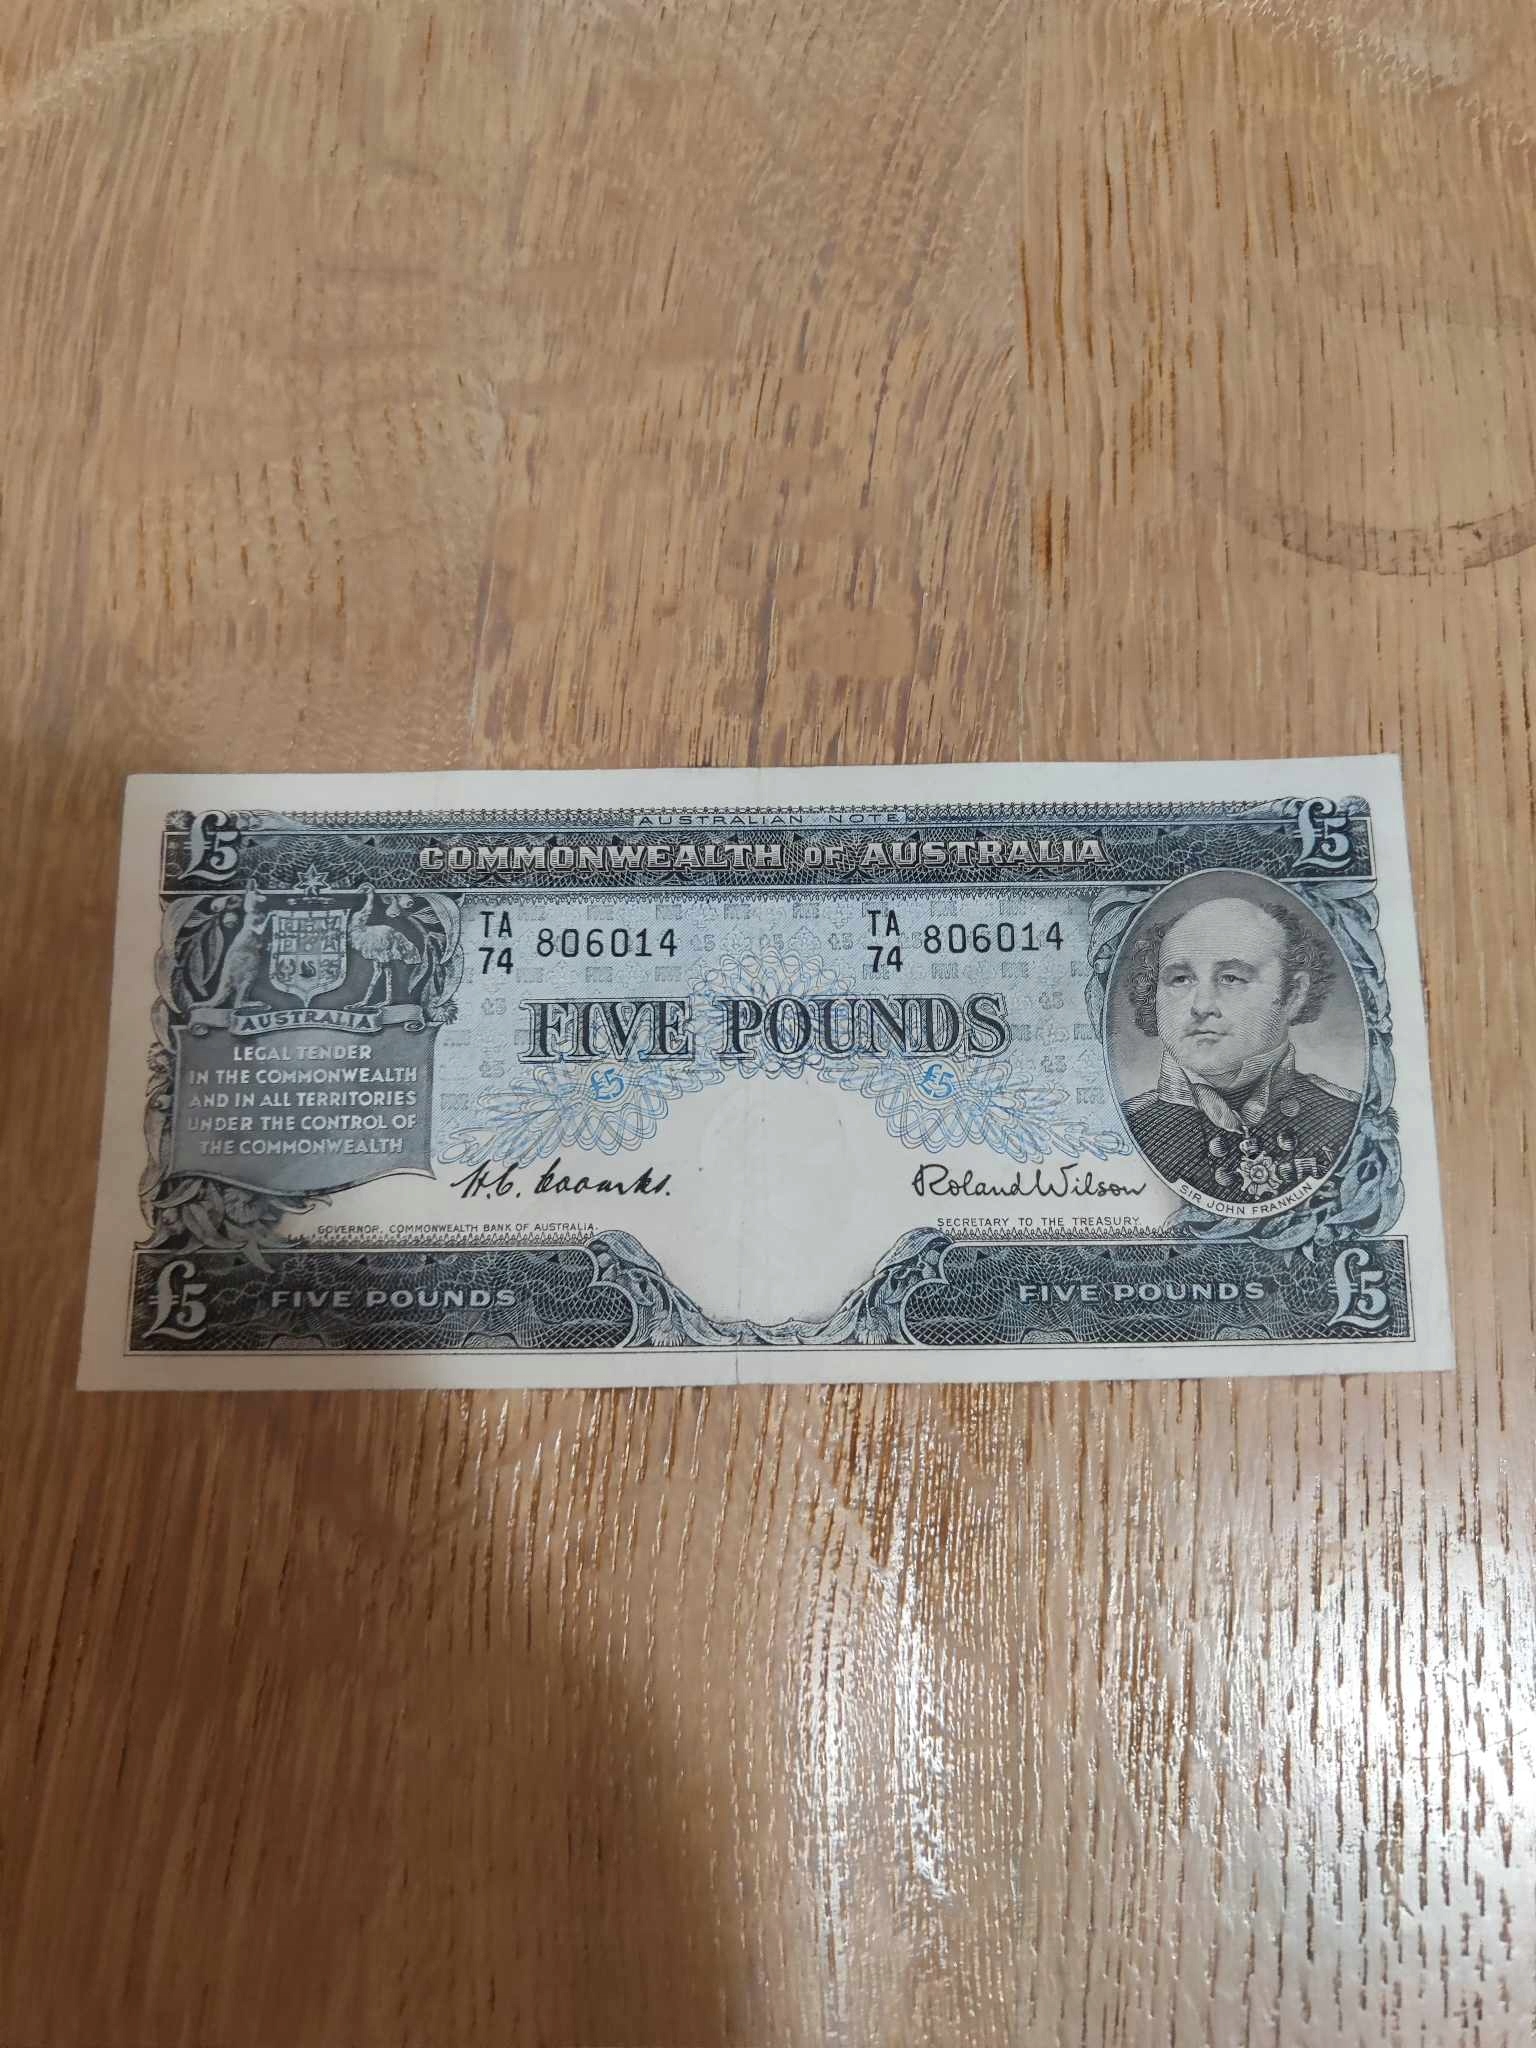 AUSTRALIAN NOTE
£5 COMMONWEALTH OF AUSTRALIA £5
TA 74 806014
TA 74 806014
FIVE POUNDS
£5 £5
AUSTRALIA
LEGAL TENDER
IN THE COMMONWEALTH
AND IN ALL TERRITORIES
UNDER THE CONTROL OF
THE COMMONWEALTH
H.C. Coombs.
GOVERNOR, COMMONWEALTH BANK OF AUSTRALIA.
Roland Wilson
SECRETARY TO THE TREASURY.
SIR JOHN FRANKLIN
£5 FIVE POUNDS FIVE POUNDS £5